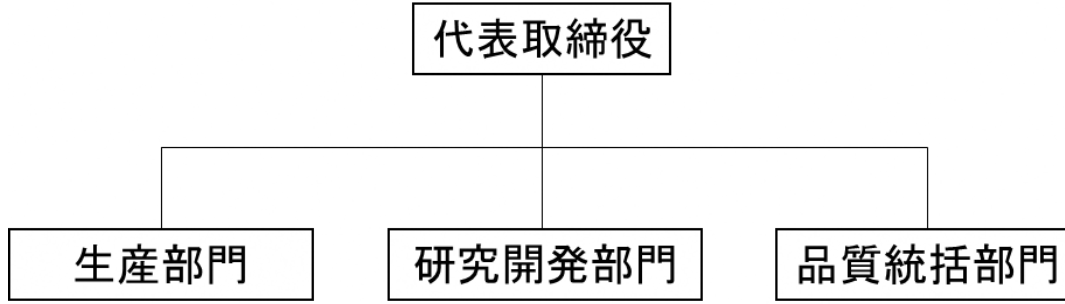 代表取締役
生産部門
研究開発部門
品質統括部門